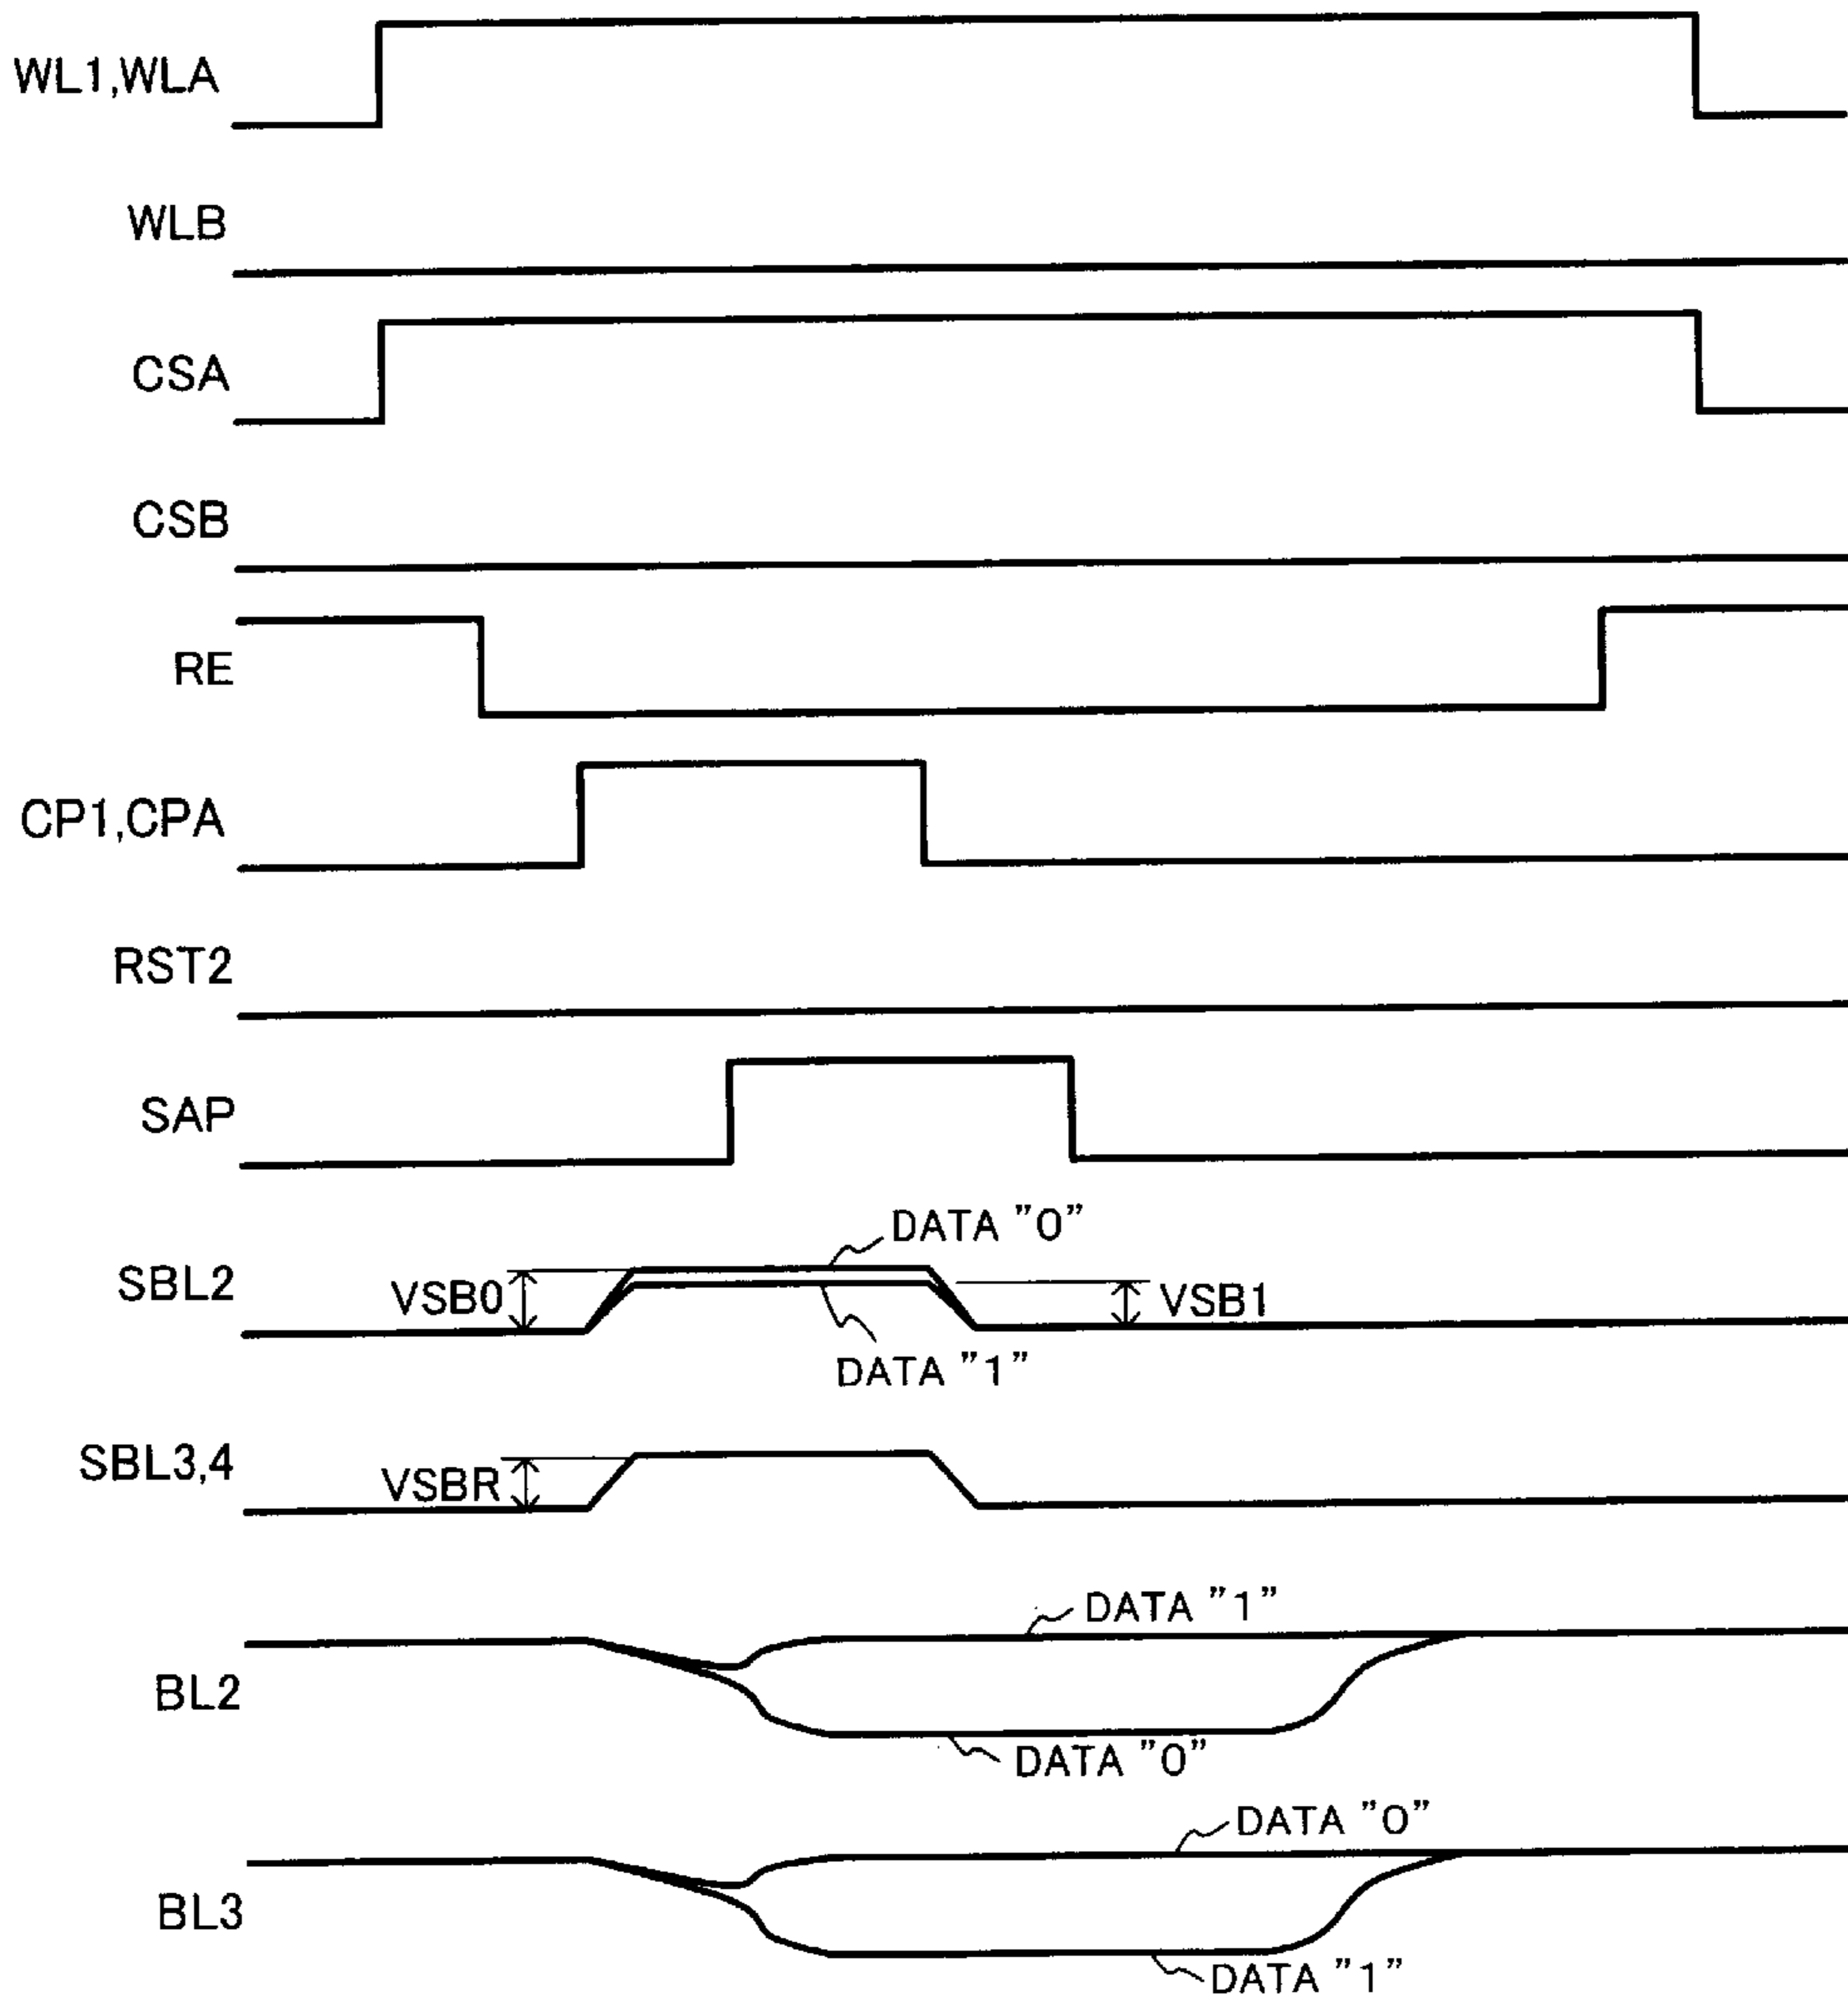 WL1,WLA
WLB
CSA
CSB
RE
CP1,CPA
RST2
SAP
DATA "0"
SBL2
VSB0
VSB1
DATA "1"
SBL3,4
VSBR
DATA "1"
BL2
DATA "0"
DATA "0"
BL3
DATA "1"